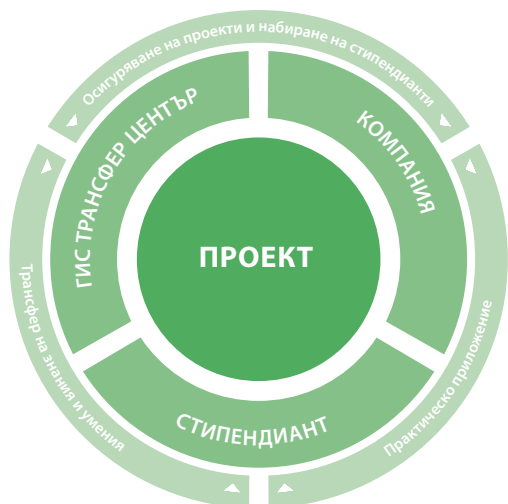 Осигуряване на проекти и набиране на стипендианти
ГИС ТРАНСФЕР ЦЕНТЪР
КОМПАНИЯ
ПРОЕКТ
СТИПЕНДИАНТ
Трансфер на знания и умения
Практическо приложение